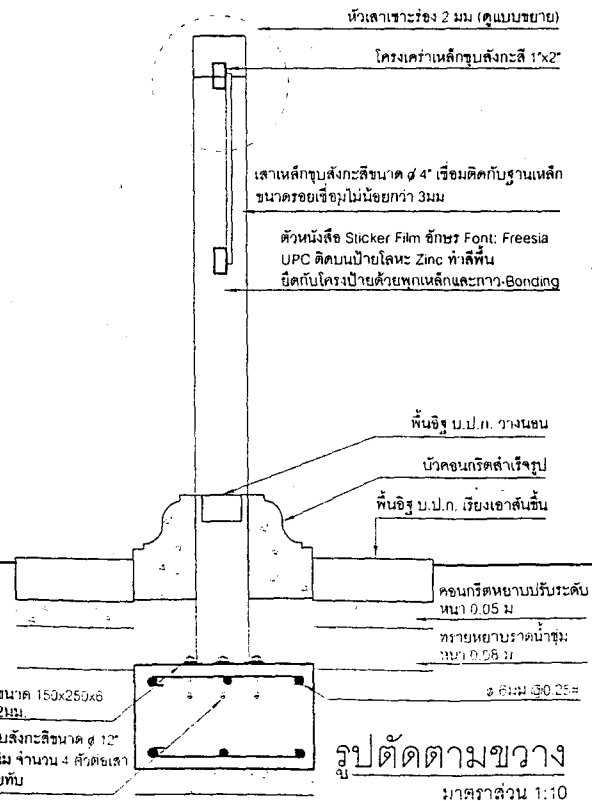 หัวเสาเซาะร่อง 2 มม (ดูแบบขยาย)
โครงเคร่าเหล็กชุบสังกะสี 1"x2"
เสาเหล็กชุบสังกะสีขนาด ø 4" เชื่อมติดกับฐานเหล็ก
ขนาดรอยเชื่อมไม่น้อยกว่า 3มม
ตัวหนังสือ Sticker Film อักษร Font: Freesia
UPC ติดบนป้ายโลหะ Zinc ทำสีพื้น
ยึดกับโครงป้ายด้วยพุกเหล็กและกาว-Bonding
พื้นอิฐ บ.ป.ก. วางนอน
บัวคอนกรีตสำเร็จรูป
พื้นอิฐ บ.ป.ก. เรียงเอาสันขึ้น
คอนกรีตหยาบปรับระดับ
หนา 0.05 ม
ทรายหยาบราดน้ำชุ่ม
หนา 0.08 ม
ขนาด 150x250x6
2มม.
ø 6มม @0.25#
บสังกะสีขนาด ø 12"
ม จำนวน 4 ตัวต่อเสา
ทับ
รูปตัดตามขวาง
มาตราส่วน 1:10